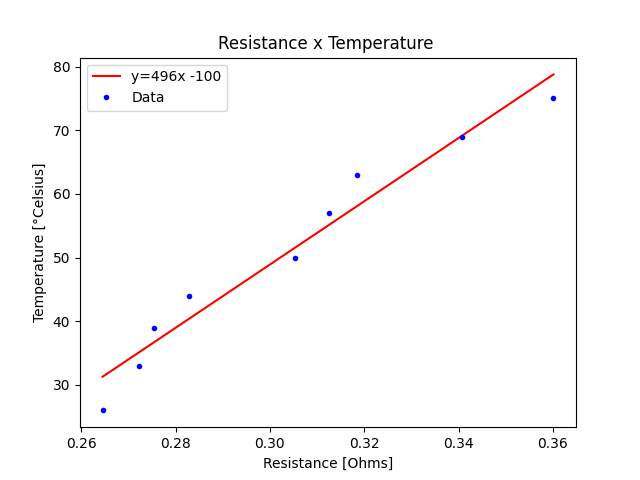 Resistance x Temperature
y=496x -100
Data
80
70
60
50
40
30
Temperature [°Celsius]
0.26 0.28 0.30 0.32 0.34 0.36
Resistance [Ohms]